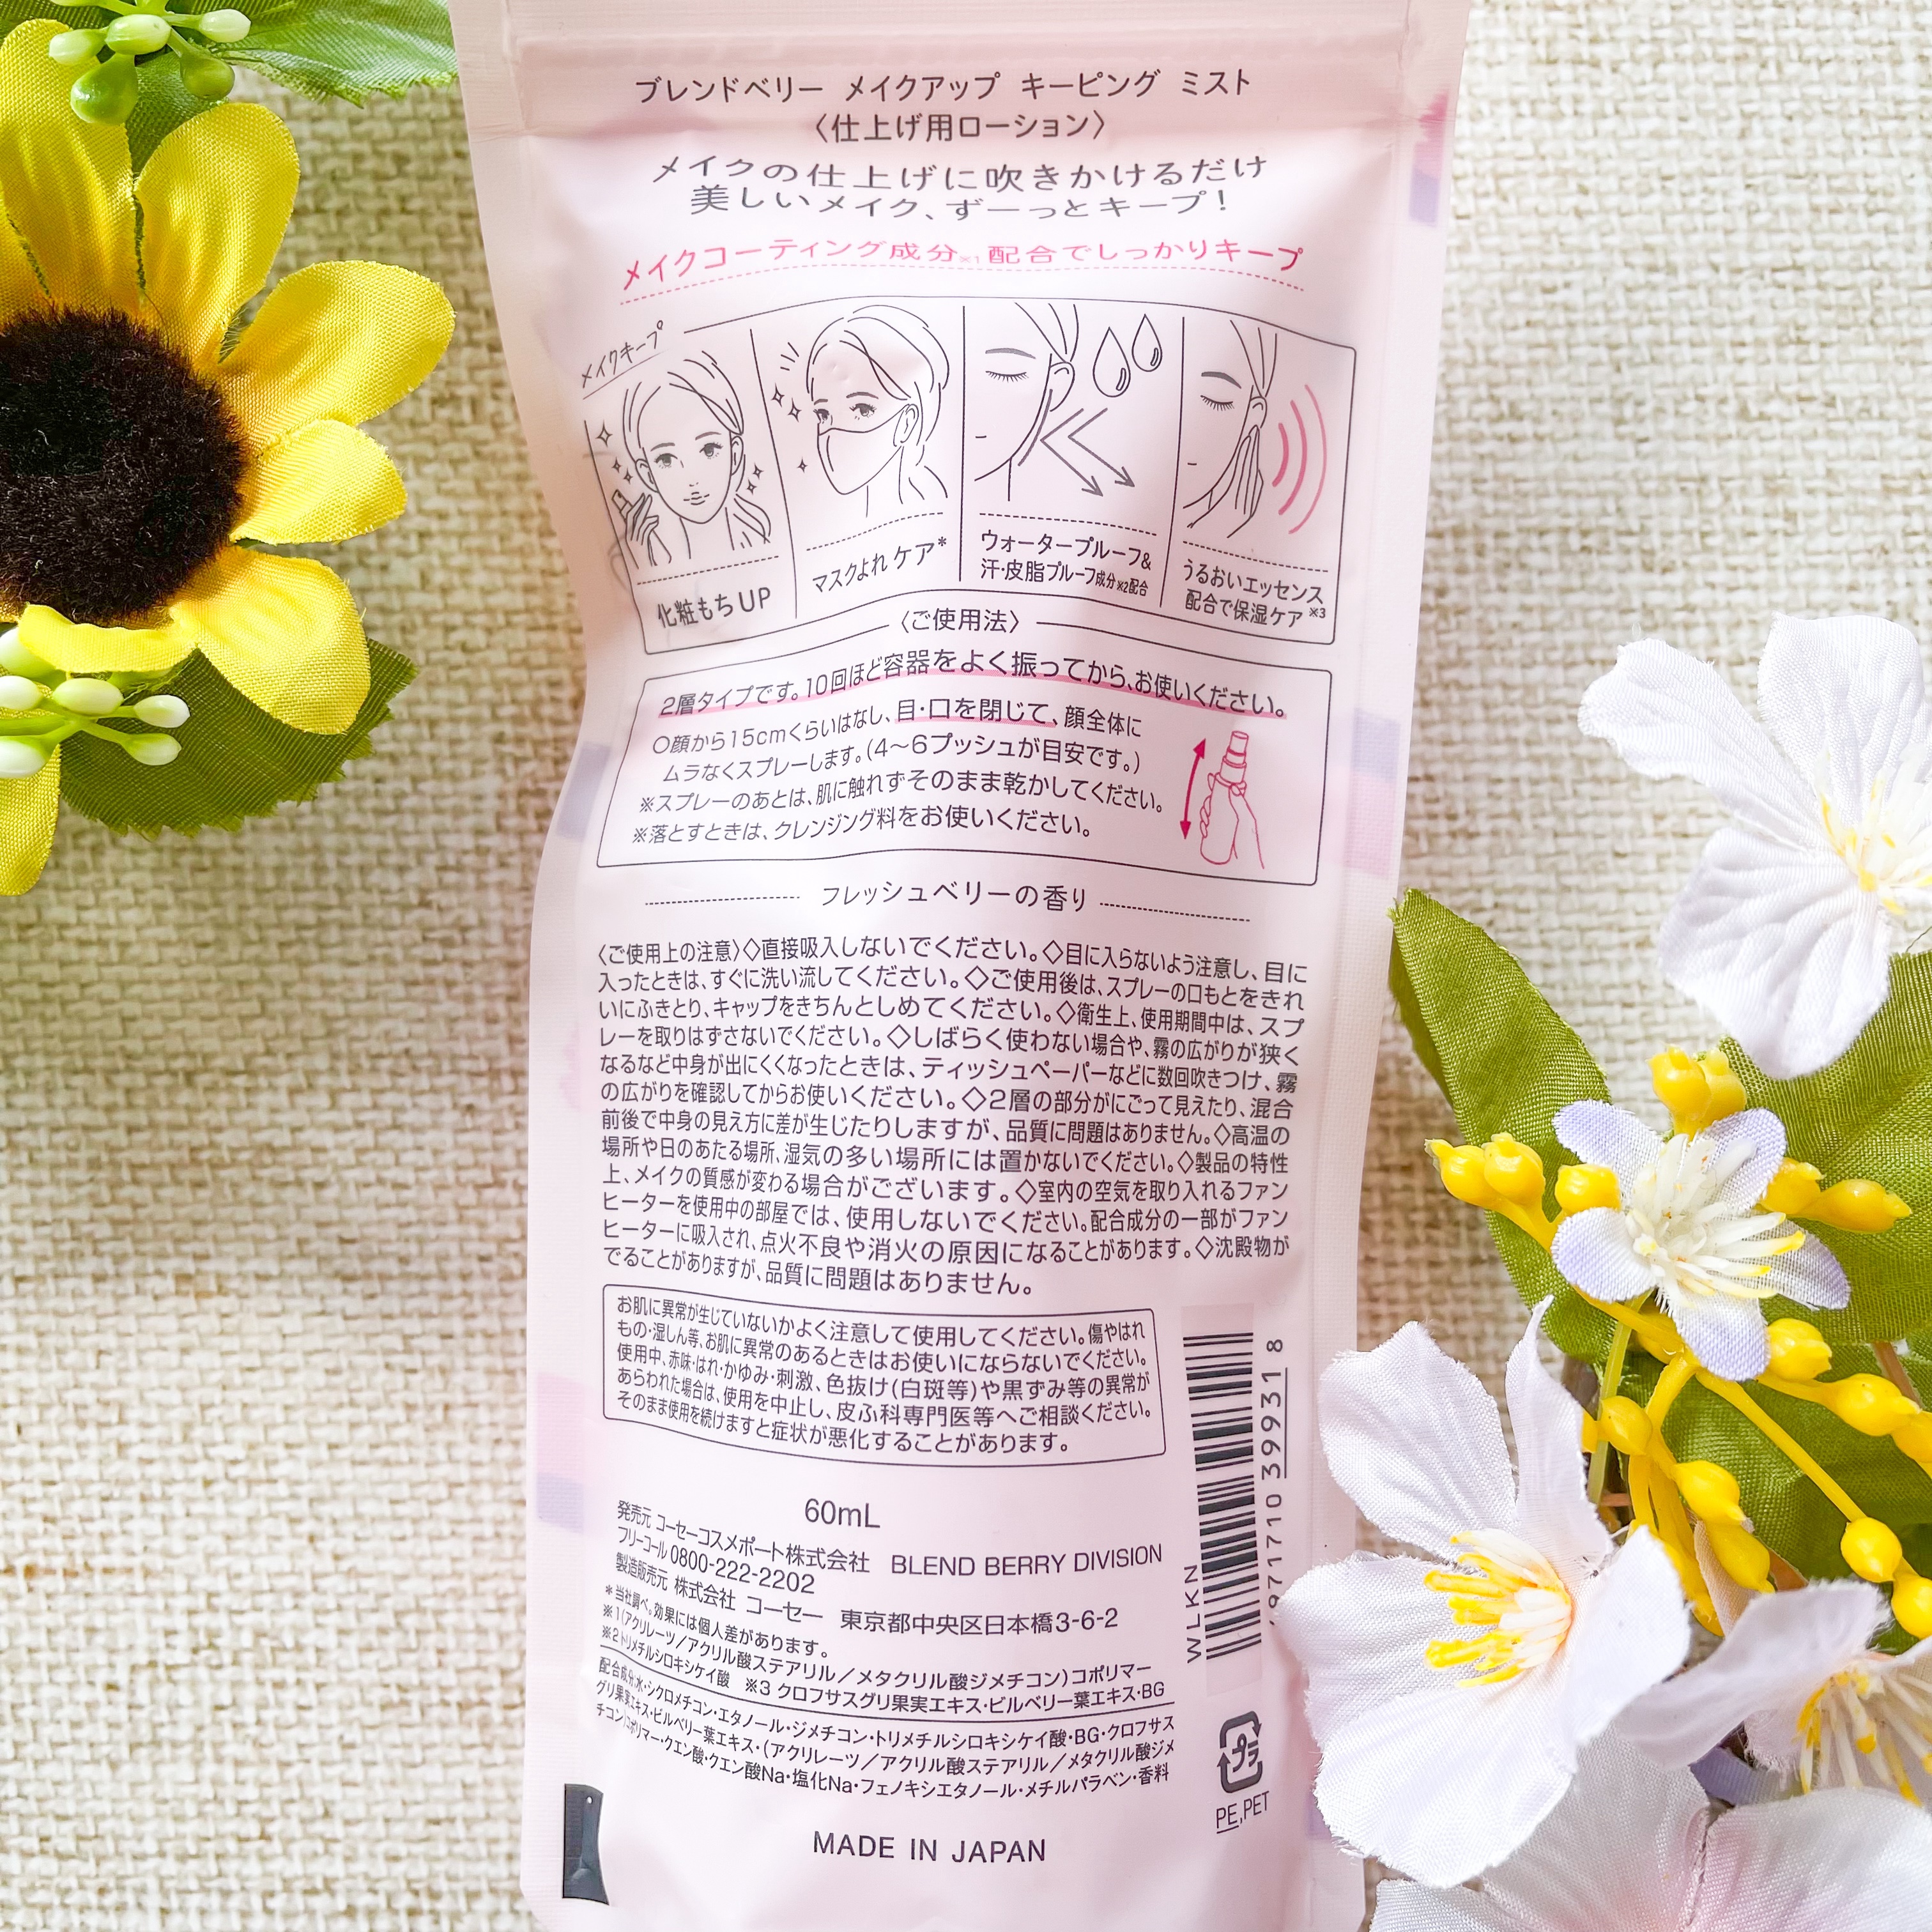 ブレンドベリー メイクアップ キーピング ミスト
〈仕上げ用ローション〉
メイクの仕上げに吹きかけるだけ
美しいメイク、ずーっとキープ!
メイクコーティング成分※1配合でしっかりキープ
メイクキープ
化粧もちUP
マスクよれケア*
ウォータープルーフ&
汗・皮脂プルーフ成分※2配合
うるおいエッセンス
配合で保湿ケア※3
〈ご使用法〉
2層タイプです。10回ほど容器をよく振ってから、お使いください。
○顔から15cmくらいはなし、目・口を閉じて、顔全体に
ムラなくスプレーします。(4〜6プッシュが目安です。)
※スプレーのあとは、肌に触れずそのまま乾かしてください。
※落とすときは、クレンジング料をお使いください。
フレッシュベリーの香り
〈ご使用上の注意〉◇直接吸入しないでください。◇目に入らないよう注意し、目に
入ったときは、すぐに洗い流してください。◇ご使用後は、スプレーの口もとをきれ
いにふきとり、キャップをきちんとしめてください。◇衛生上、使用期間中は、スプ
レーを取りはずさないでください。◇しばらく使わない場合や、霧の広がりが狭く
なるなど中身が出にくくなったときは、ティッシュペーパーなどに数回吹きつけ、霧
の広がりを確認してからお使いください。◇2層の部分がにごって見えたり、混合
前後で中身の見え方に差が生じたりしますが、品質に問題はありません。◇高温の
場所や日のあたる場所、湿気の多い場所には置かないでください。◇製品の特性
上、メイクの質感が変わる場合がございます。◇室内の空気を取り入れるファン
ヒーターを使用中の部屋では、使用しないでください。配合成分の一部がファン
ヒーターに吸入され、点火不良や消火の原因になることがあります。◇沈殿物が
でることがありますが、品質に問題はありません。
お肌に異常が生じていないかよく注意して使用してください。傷やはれ
もの・湿しん等、お肌に異常のあるときはお使いにならないでください。
使用中、赤味・はれ・かゆみ・刺激、色抜け(白斑等)や黒ずみ等の異常が
あらわれた場合は、使用を中止し、皮ふ科専門医等へご相談ください。
そのまま使用を続けますと症状が悪化することがあります。
60mL
発売元 コーセーコスメポート株式会社 BLEND BERRY DIVISION
フリーコール 0800-222-2202
製造販売元 株式会社 コーセー 東京都中央区日本橋3-6-2
*当社調べ。効果には個人差があります。
※1(アクリレーツ/アクリル酸ステアリル/メタクリル酸ジメチコン)コポリマー
※2トリメチルシロキシケイ酸 ※3 クロフサスグリ果実エキス・ビルベリー葉エキス・BG
配合成分:水・シクロメチコン・エタノール・ジメチコン・トリメチルシロキシケイ酸・BG・クロフサス
グリ果実エキス・ビルベリー葉エキス・(アクリレーツ/アクリル酸ステアリル/メタクリル酸ジメ
チコン)コポリマー・クエン酸・クエン酸Na・塩化Na・フェノキシエタノール・メチルパラベン・香料
WLKN
971710 39931 8
プラ
PE,PET
MADE IN JAPAN